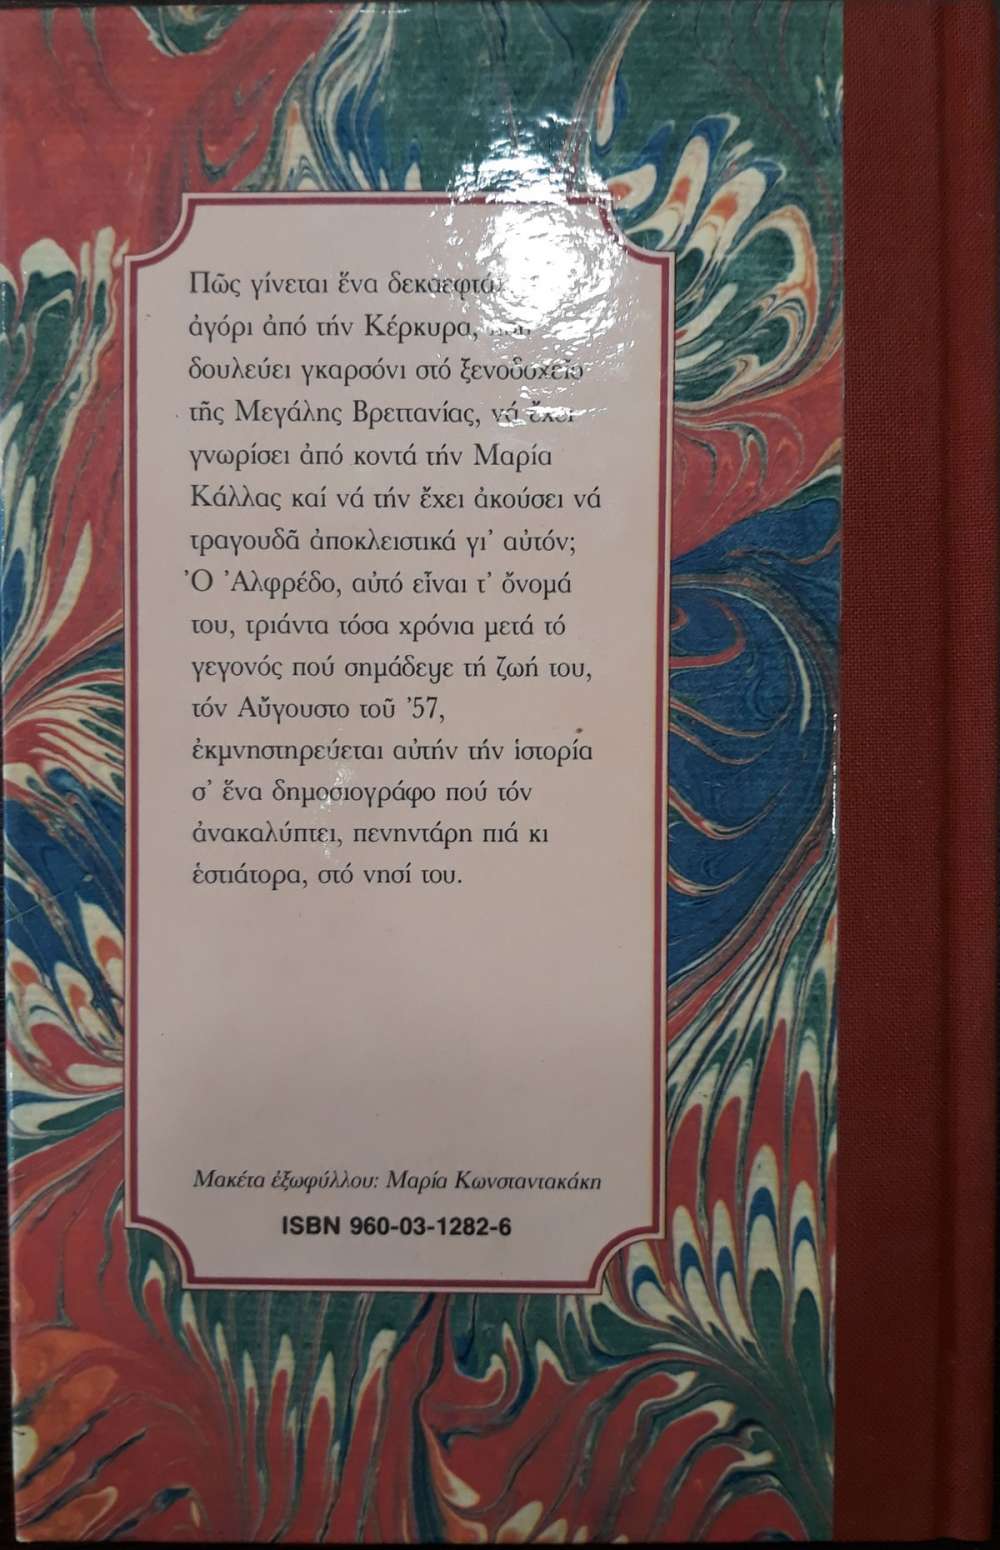 Πῶς γίνεται ἕνα
ἀγόρι ἀπό τήν Κέρκυρα,
δουλεύει γκαρσόνι στό ξενοδοχεῖο
τῆς Μεγάλης Βρεττανίας, νά ἔχει
γνωρίσει ἀπό κοντά τήν Μαρία
Κάλλας καί νά τήν ἔχει ἀκούσει νά
τραγουδᾶ ἀποκλειστικά γι’ αὐτόν;
Ὁ Ἀλφρέδο, αὐτό εἶναι τ’ ὄνομά
του, τριάντα τόσα χρόνια μετά τό
γεγονός πού σημάδεψε τή ζωή του,
τόν Αὔγουστο τοῦ ’57,
ἐκμυστηρεύεται αὐτήν τήν ἱστορία
σ’ ἕνα δημοσιογράφο πού τόν
ἀνακαλύπτει, πενηντάρη πιά κι
ἑστιάτορα, στό νησί του.
Μακέτα ἐξωφύλλου: Μαρία Κωνσταντακάκη
ISBN 960-03-1282-6